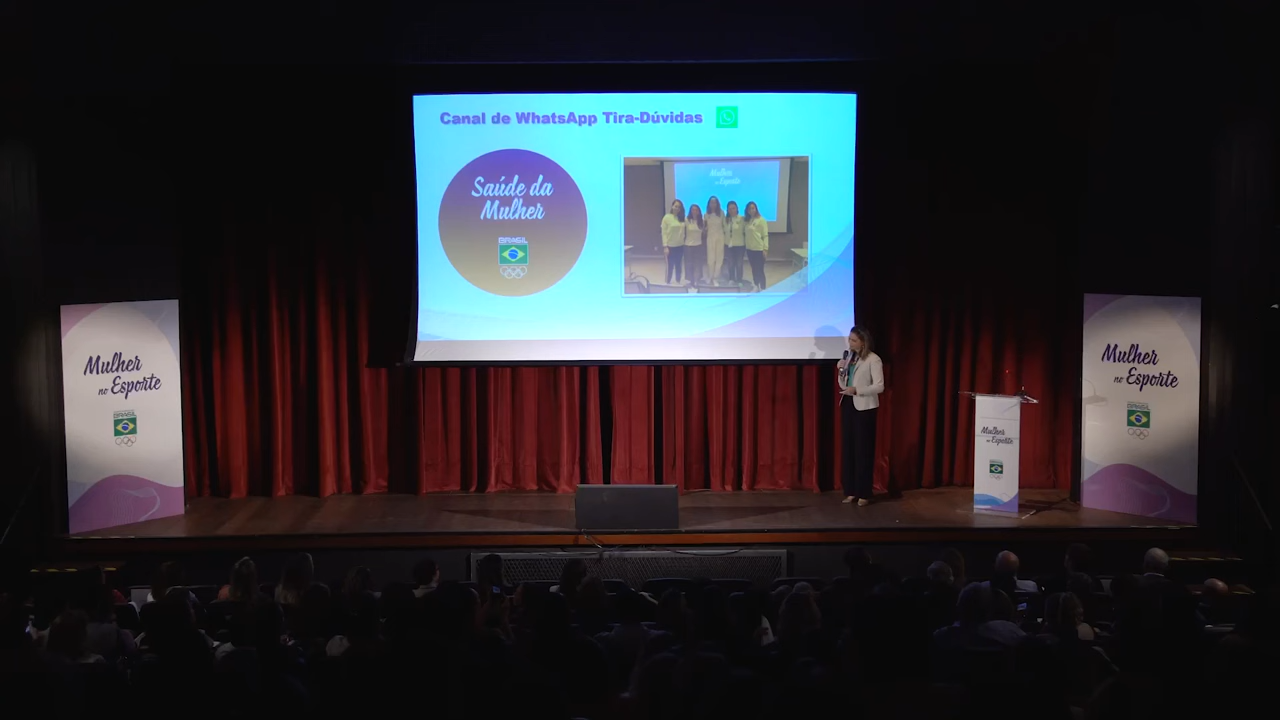 Canal de WhatsApp Tira-Dúvidas
Saúde da
Mulher
BRASIL
Mulher
no Esporte
Mulher
no Esporte
BRASIL
Mulher
no Esporte
BRASIL
Mulher
no Esporte